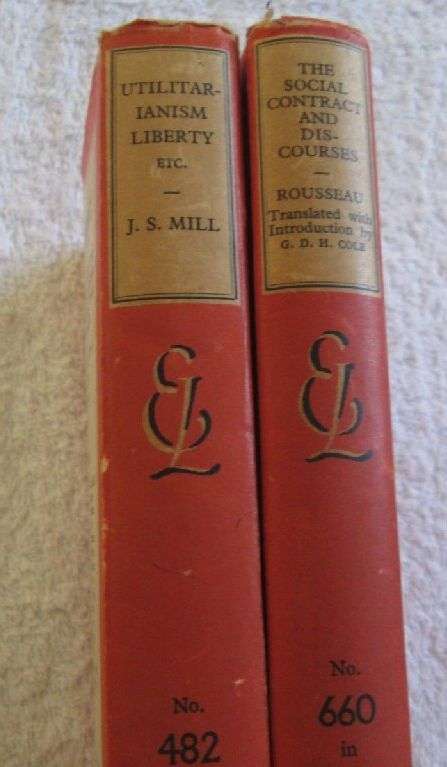 UTILITAR-
IANISM
LIBERTY
ETC.
J. S. MILL
EL
No.
482
THE
SOCIAL
CONTRACT
AND
DIS-
COURSES
ROUSSEAU
Translated with
Introduction by
G. D. H. COLE
EL
No.
660
in